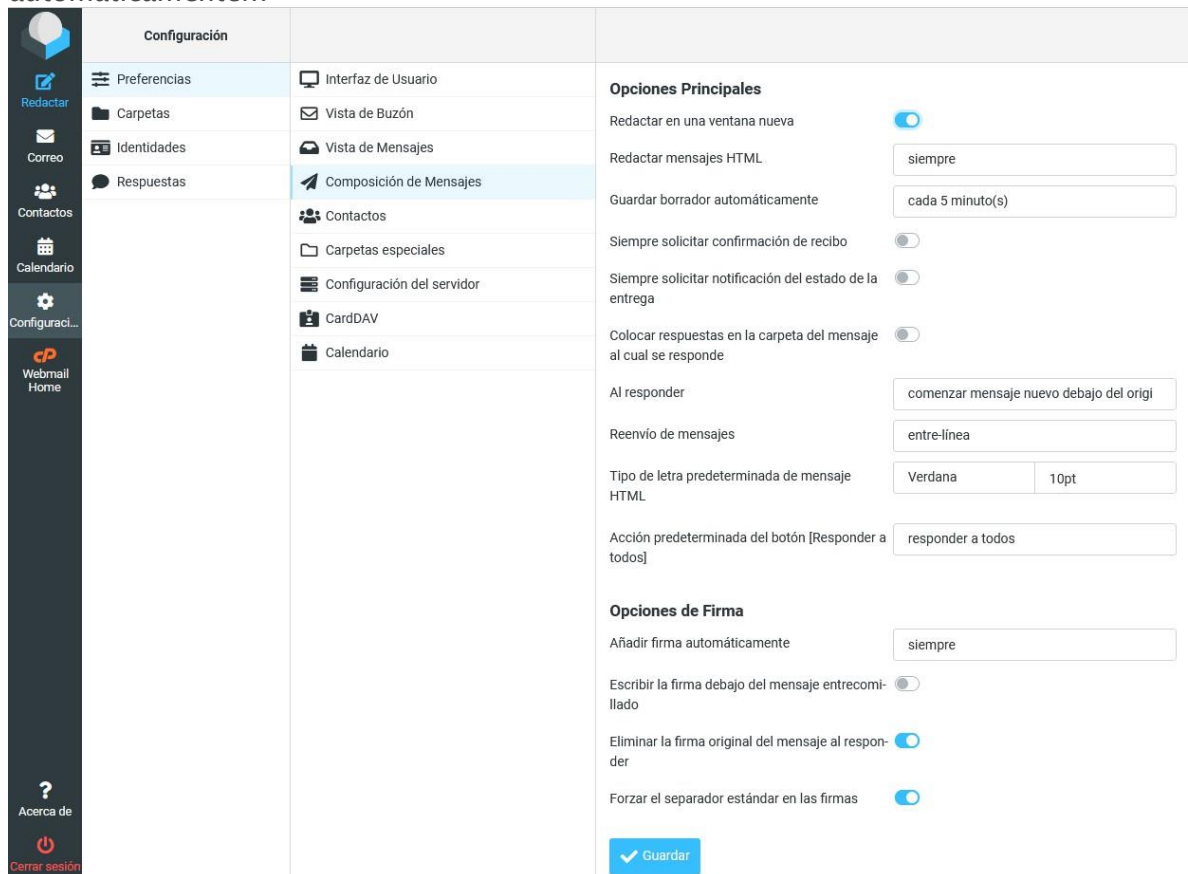 Configuración
Redactar
Correo
Contactos
Calendario
Configuraci...
cP
Webmail
Home
Acerca de
Cerrar sesión
Preferencias
Carpetas
Identidades
Respuestas
Interfaz de Usuario
Vista de Buzón
Vista de Mensajes
Composición de Mensajes
Contactos
Carpetas especiales
Configuración del servidor
CardDAV
Calendario
Opciones Principales
Redactar en una ventana nueva
Redactar mensajes HTML siempre
Guardar borrador automáticamente cada 5 minuto(s)
Siempre solicitar confirmación de recibo
Siempre solicitar notificación del estado de la
entrega
Colocar respuestas en la carpeta del mensaje
al cual se responde
Al responder comenzar mensaje nuevo debajo del origi
Reenvío de mensajes entre-línea
Tipo de letra predeterminada de mensaje Verdana 10pt
HTML
Acción predeterminada del botón [Responder a responder a todos
todos]
Opciones de Firma
Añadir firma automáticamente siempre
Escribir la firma debajo del mensaje entrecomi-
llado
Eliminar la firma original del mensaje al respon-
der
Forzar el separador estándar en las firmas
Guardar